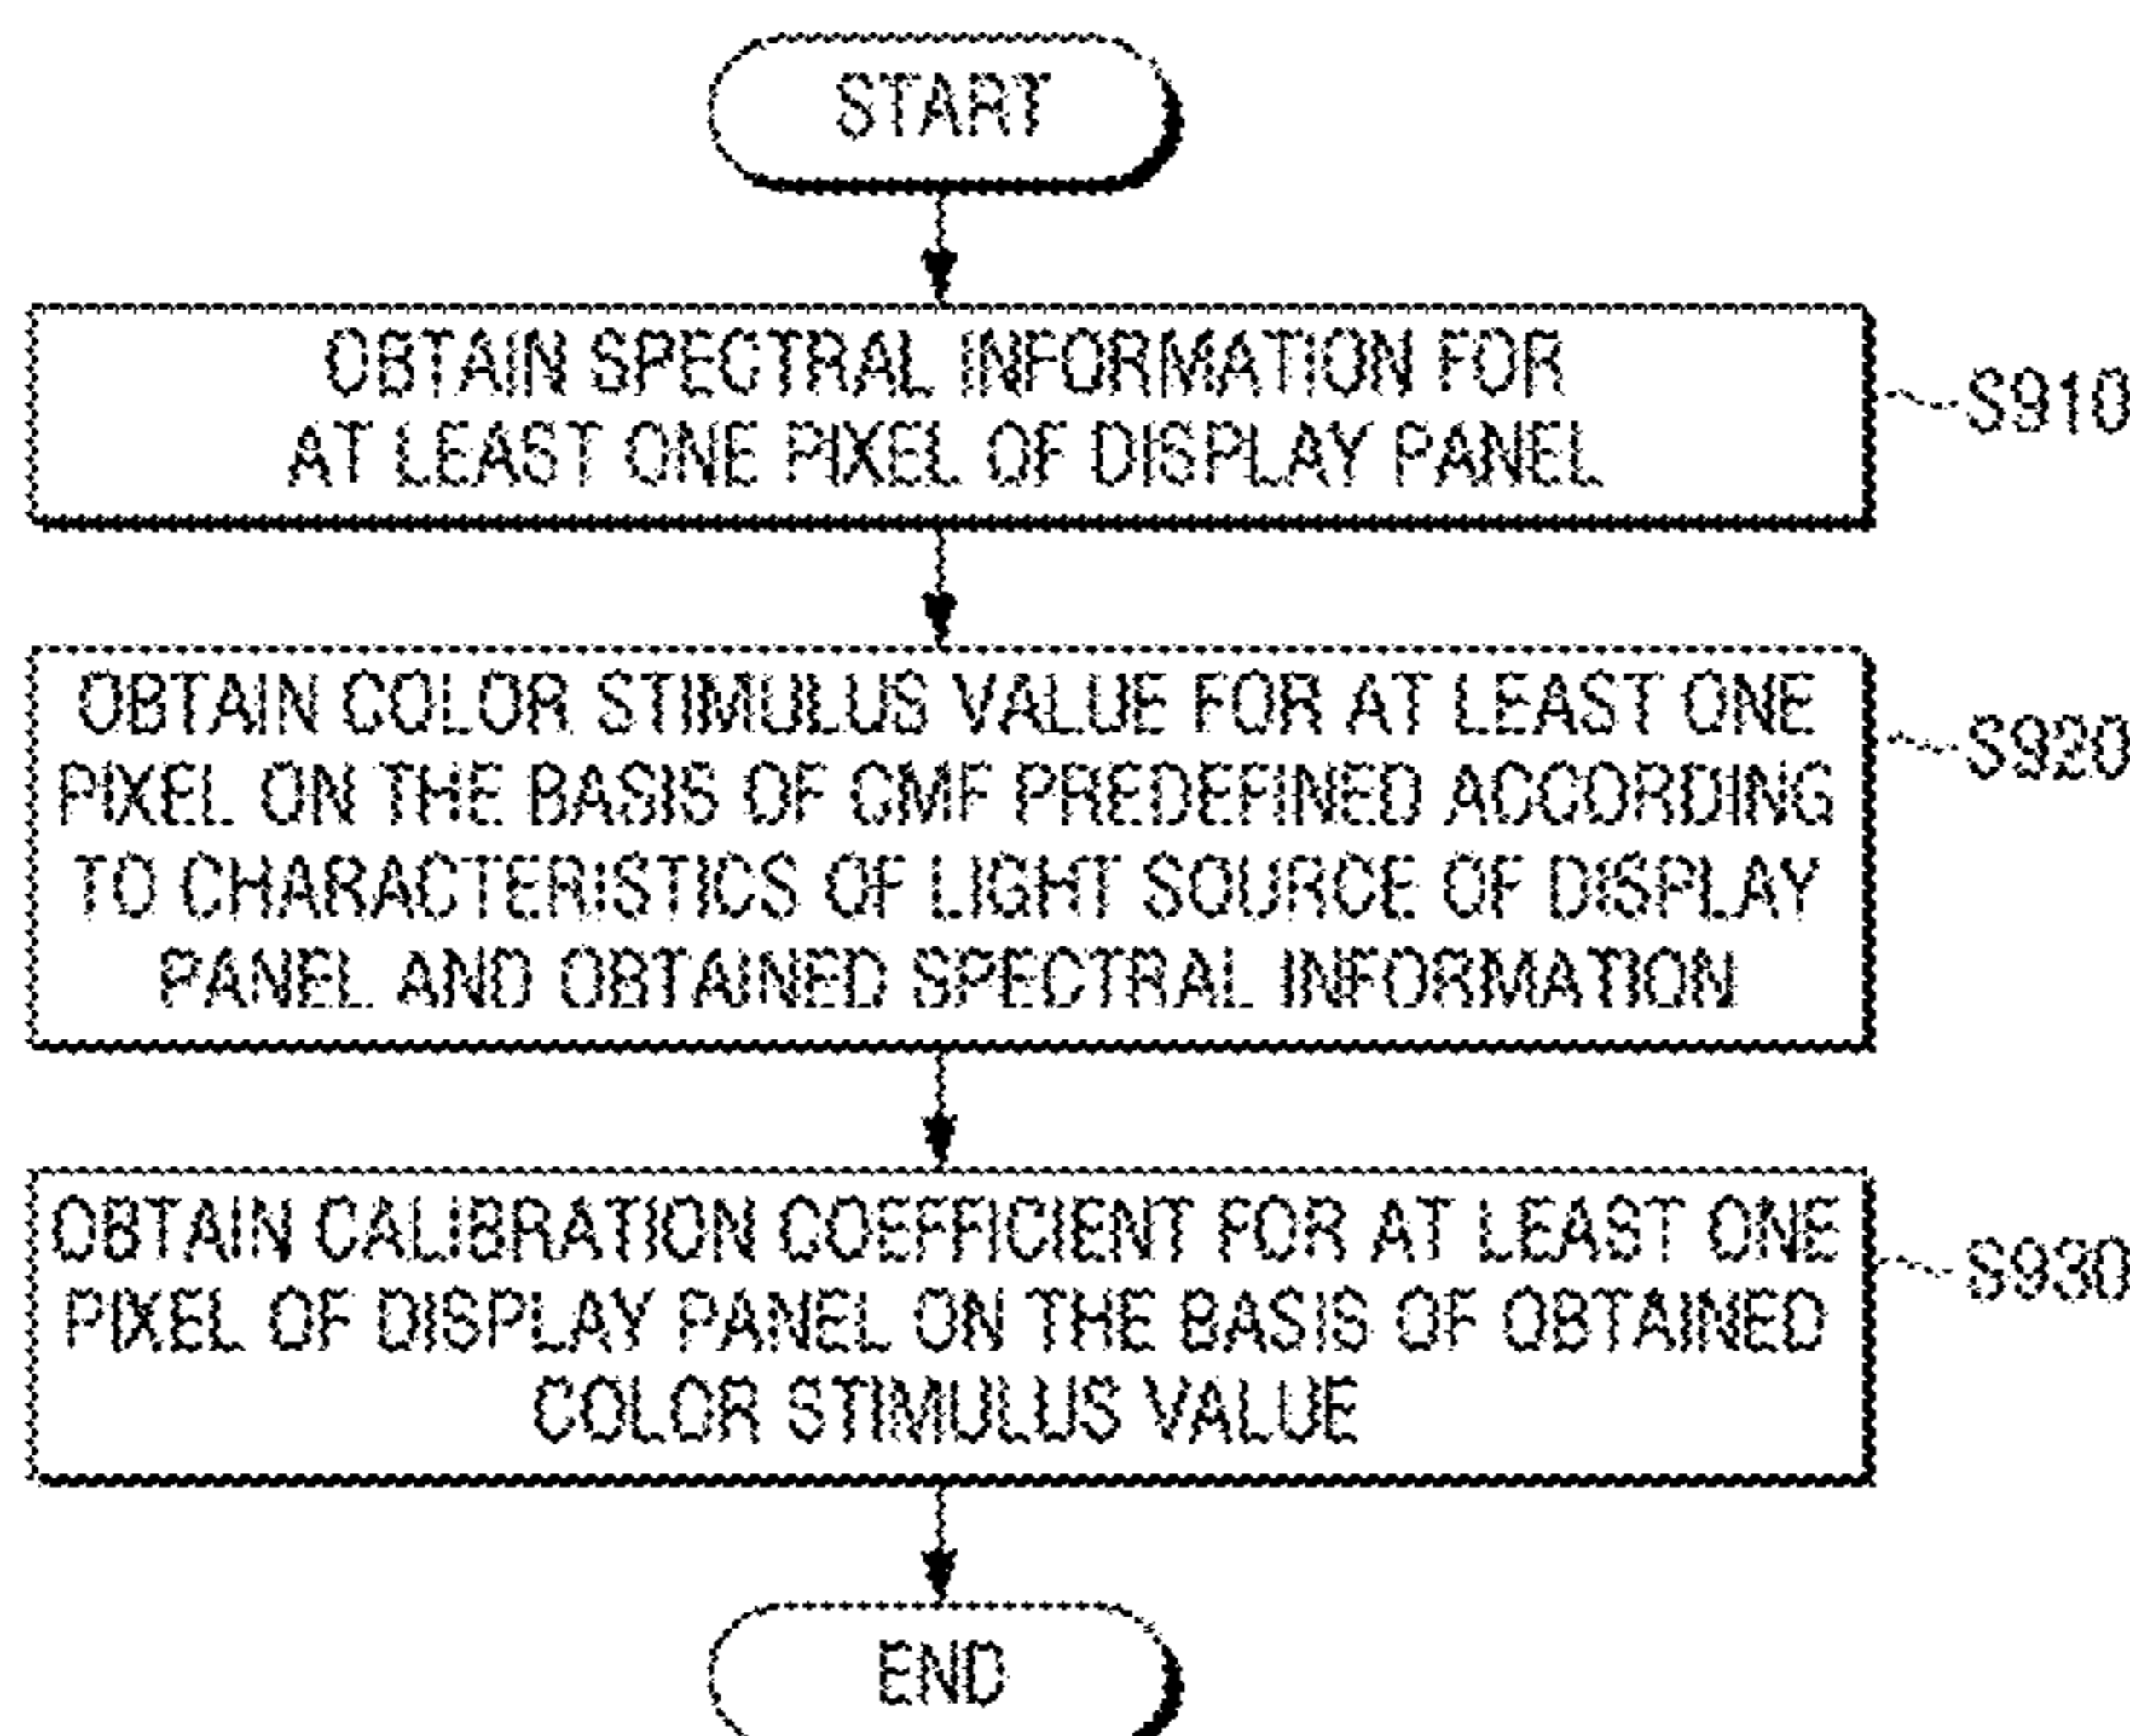 START
OBTAIN SPECTRAL INFORMATION FOR
AT LEAST ONE PIXEL OF DISPLAY PANEL
S910
OBTAIN COLOR STIMULUS VALUE FOR AT LEAST ONE
PIXEL ON THE BASIS OF CMF PREDEFINED ACCORDING
TO CHARACTERISTICS OF LIGHT SOURCE OF DISPLAY
PANEL AND OBTAINED SPECTRAL INFORMATION
S920
OBTAIN CALIBRATION COEFFICIENT FOR AT LEAST ONE
PIXEL OF DISPLAY PANEL ON THE BASIS OF OBTAINED
COLOR STIMULUS VALUE
S930
END